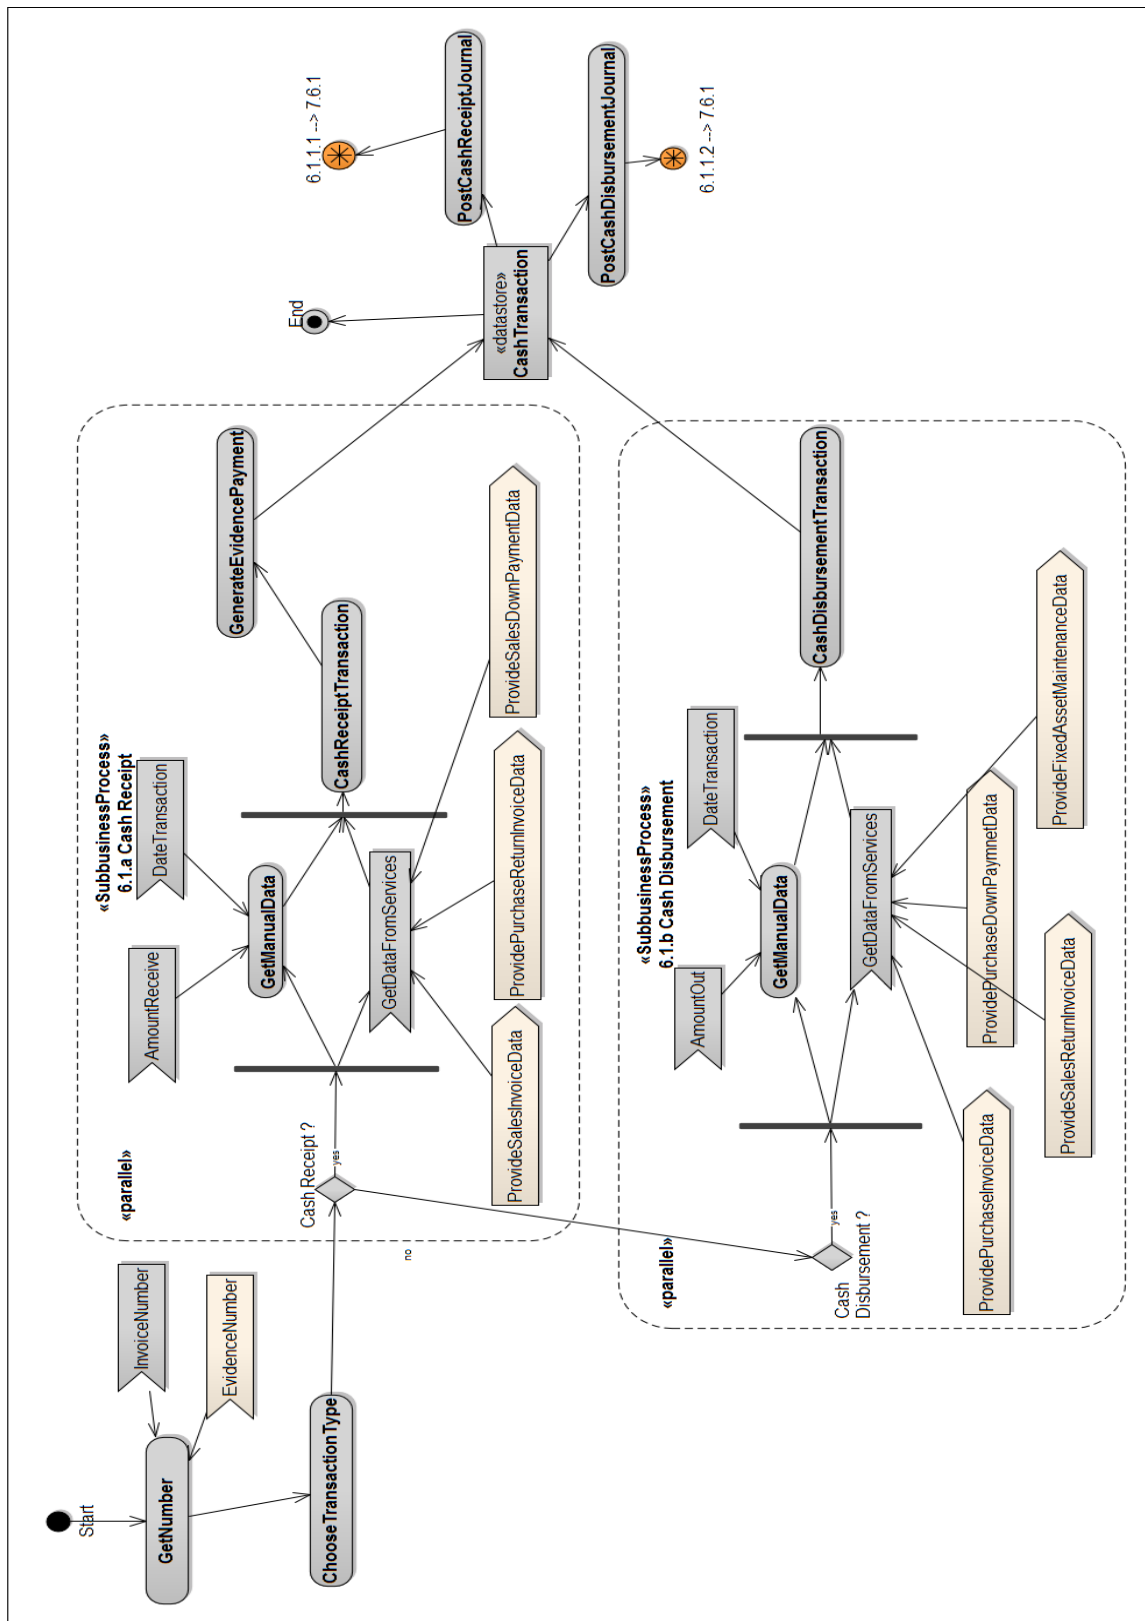 Start
GetNumber
InvoiceNumber
EvidenceNumber
ChooseTransactionType
«SubbusinessProcess»
6.1.a Cash Receipt
«parallel»
Cash Receipt ?
yes
no
AmountReceive
DateTransaction
GetManualData
GetDataFromServices
ProvideSalesInvoiceData
ProvidePurchaseReturnInvoiceData
ProvideSalesDownPaymentData
CashReceiptTransaction
GenerateEvidencePayment
«SubbusinessProcess»
6.1.b Cash Disbursement
«parallel»
Cash
Disbursement ?
yes
AmountOut
DateTransaction
GetManualData
GetDataFromServices
ProvidePurchaseInvoiceData
ProvideSalesReturnInvoiceData
ProvidePurchaseDownPaymnetData
ProvideFixedAssetMaintenanceData
CashDisbursementTransaction
«datastore»
CashTransaction
End
PostCashReceiptJournal
6.1.1.1 --> 7.6.1
PostCashDisbursementJournal
6.1.1.2 --> 7.6.1